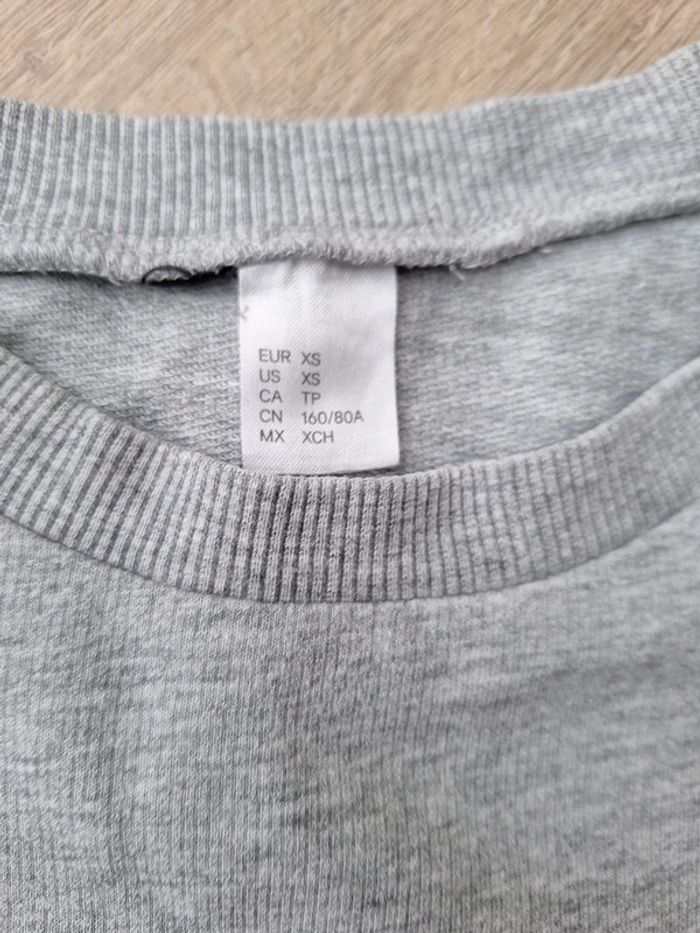 EUR XS
US XS
CA TP
CN 160/80A
MX XCH